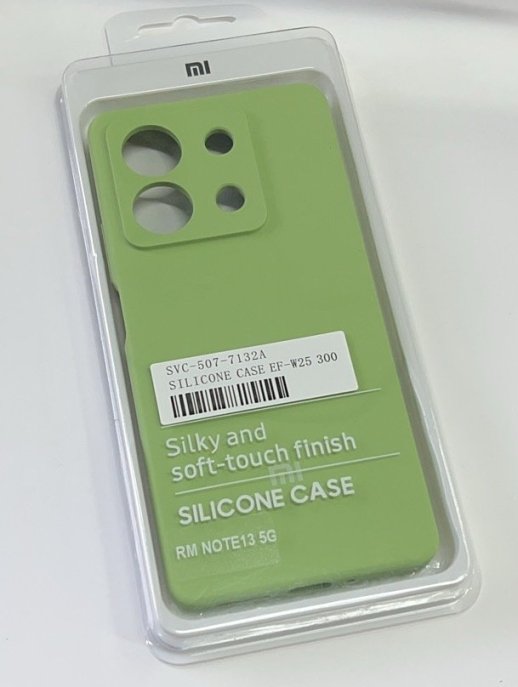 mi
SVC-507-7132A
SILICONE CASE EF-W25 300
Silky and
soft-touch finish
mi
SILICONE CASE
RM NOTE13 5G